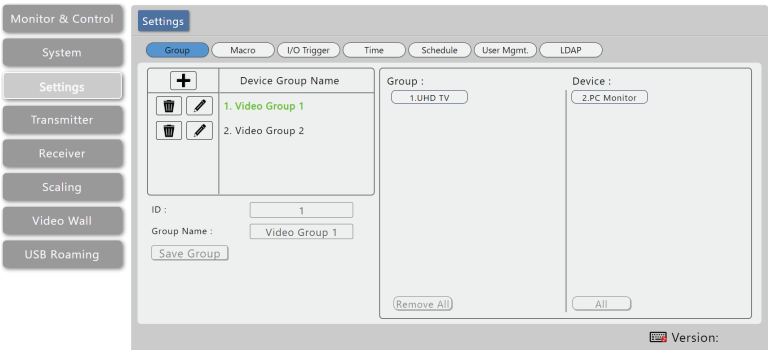 Monitor & Control
System
Settings
Transmitter
Receiver
Scaling
Video Wall
USB Roaming
Settings
Group Macro I/O Trigger Time Schedule User Mgmt. LDAP
Device Group Name
1. Video Group 1
2. Video Group 2
ID : 1
Group Name : Video Group 1
Save Group
Group :
1.UHD TV
Remove All
Device :
2.PC Monitor
All
Version: